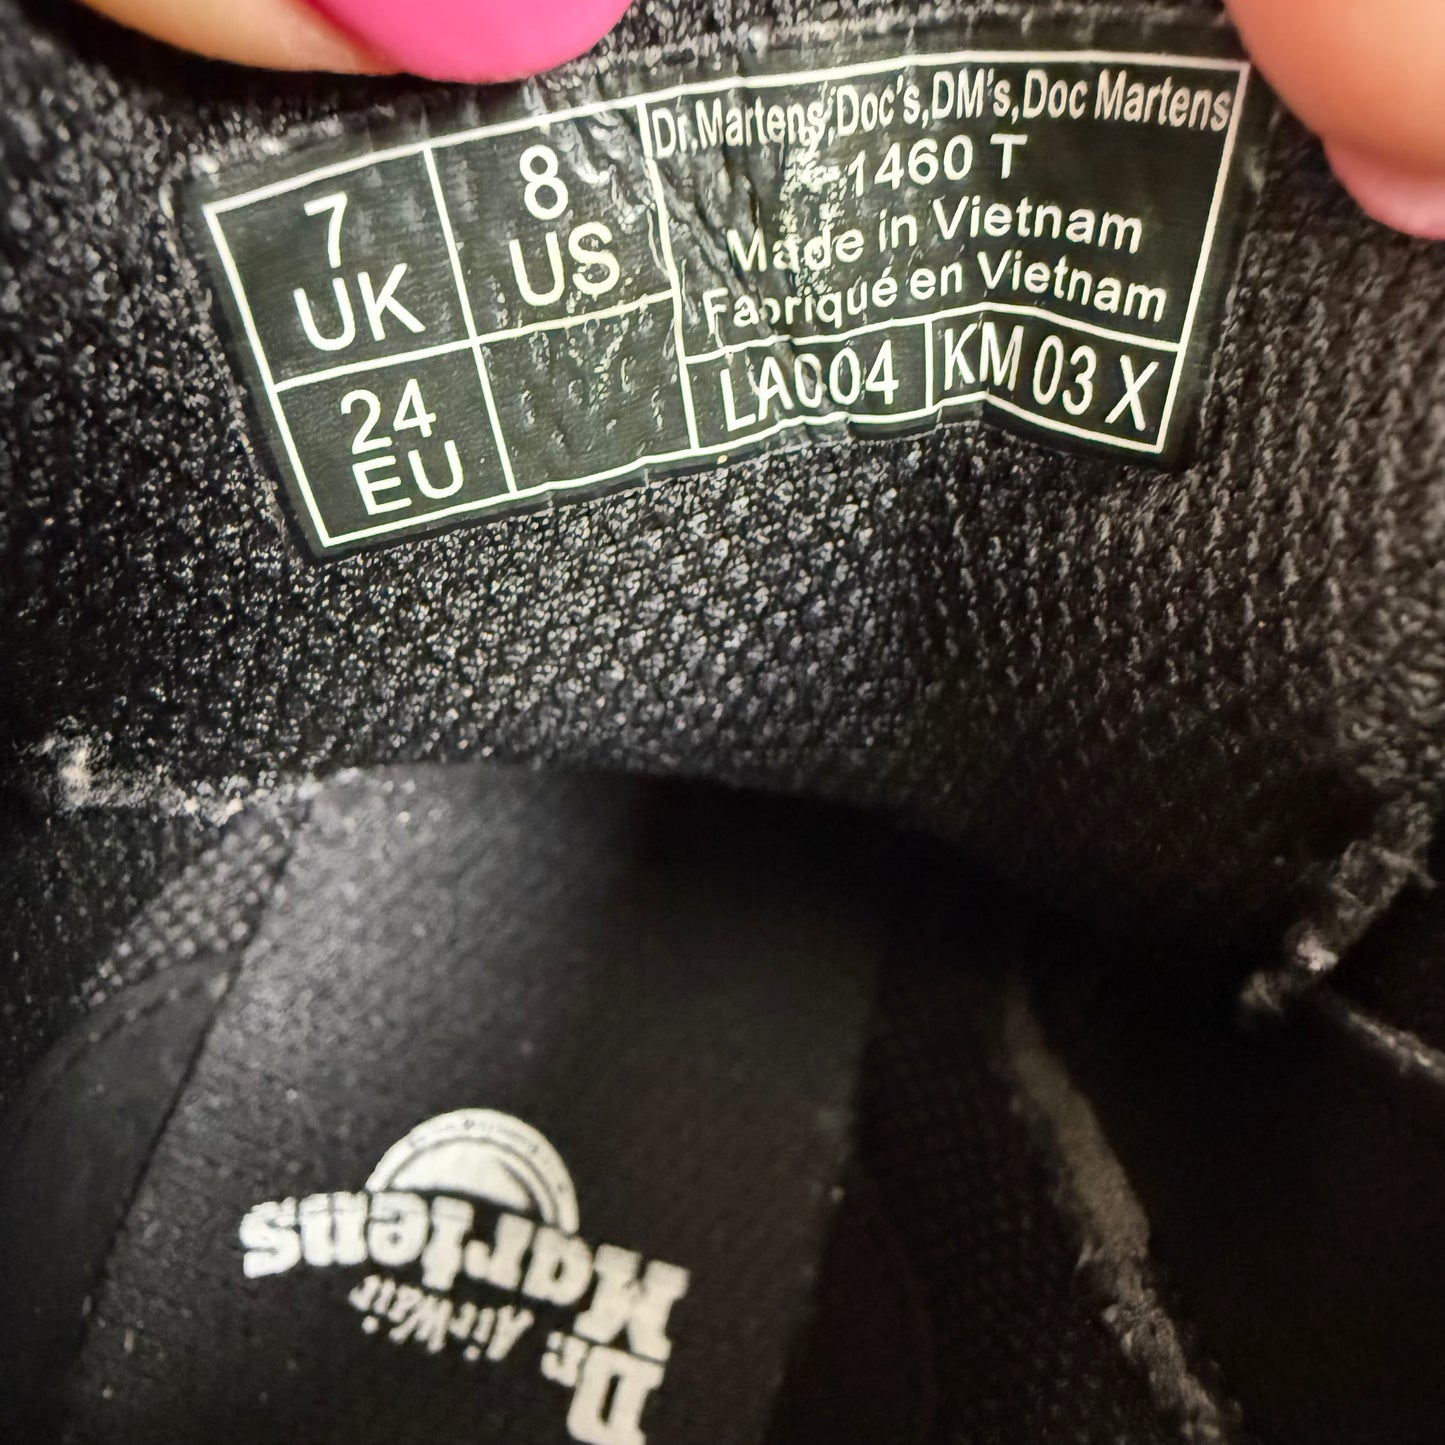 7
UK
8
US
24
EU
Dr.Martens,Doc's,DM's,Doc Martens
1460 T
Made in Vietnam
Fabriqué en Vietnam
LA004
KM 03 X
Dr.
Martens
AirWair